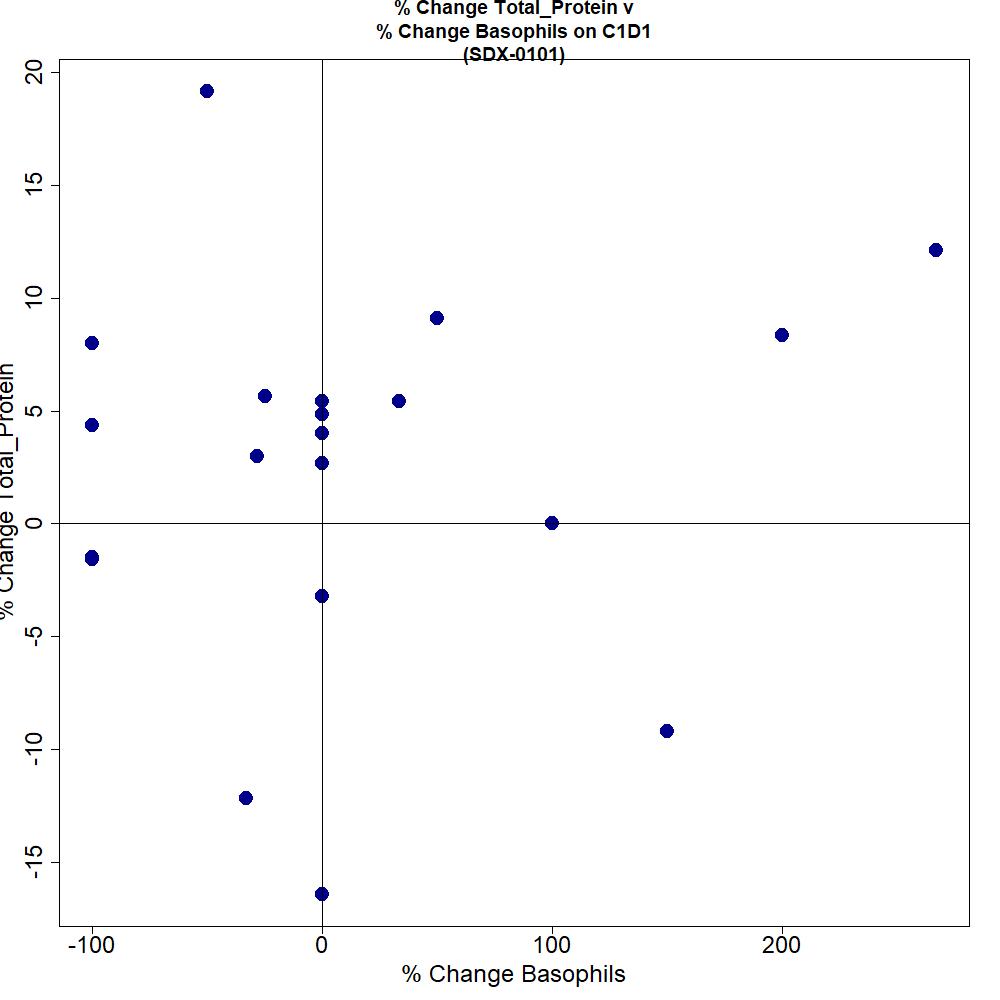 % Change Total_Protein v
% Change Basophils on C1D1
(SDX-0101)
20
15
10
5
0
-5
-10
-15
% Change Total_Protein
-100
0
100
200
% Change Basophils